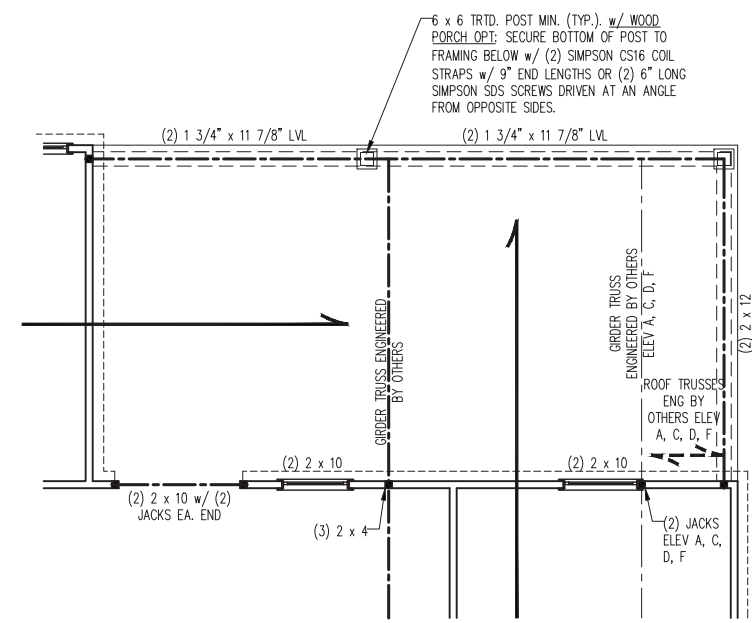 6 x 6 TRTD. POST MIN. (TYP.). w/ WOOD
PORCH OPT: SECURE BOTTOM OF POST TO
FRAMING BELOW w/ (2) SIMPSON CS16 COIL
STRAPS w/ 9" END LENGTHS OR (2) 6" LONG
SIMPSON SDS SCREWS DRIVEN AT AN ANGLE
FROM OPPOSITE SIDES.
(2) 1 3/4" x 11 7/8" LVL
(2) 1 3/4" x 11 7/8" LVL
GIRDER TRUSS ENGINEERED
BY OTHERS
GIRDER TRUSS
ENGINEERED BY OTHERS
ELEV A, C, D, F
(2) 2 x 12
ROOF TRUSSES
ENG BY
OTHERS ELEV
A, C, D, F
(2) 2 x 10
(2) 2 x 10
(2) 2 x 10 w/ (2)
JACKS EA. END
(3) 2 x 4
(2) JACKS
ELEV A, C,
D, F